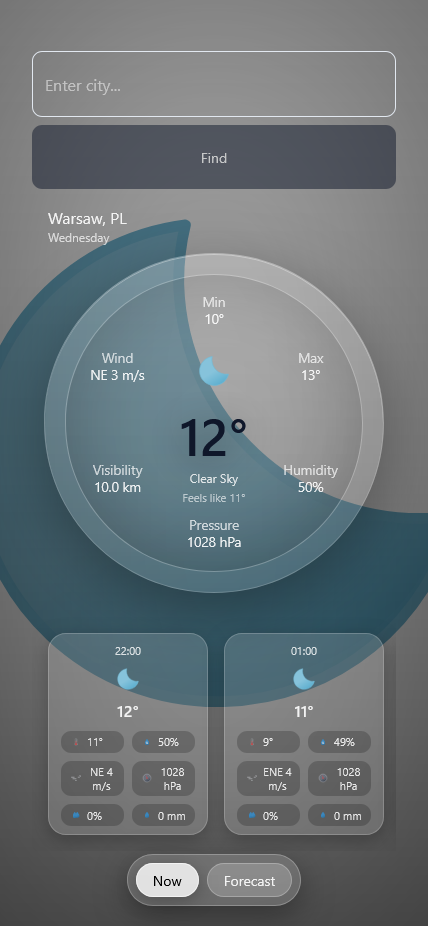 Enter city...
Find
Warsaw, PL
Wednesday
Min
10°
Wind
NE 3 m/s
Max
13°
12°
Clear Sky
Feels like 11°
Visibility
10.0 km
Humidity
50%
Pressure
1028 hPa
22:00
12°
11°
50%
NE 4
m/s
1028
hPa
0%
0 mm
01:00
11°
9°
49%
ENE 4
m/s
1028
hPa
0%
0 mm
Now
Forecast